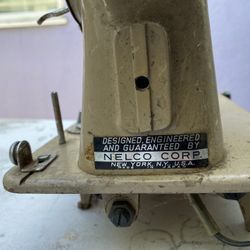 DESIGNED, ENGINEERED
AND GUARANTEED BY
NELCO CORP.
NEW YORK, N.Y., U.S.A.